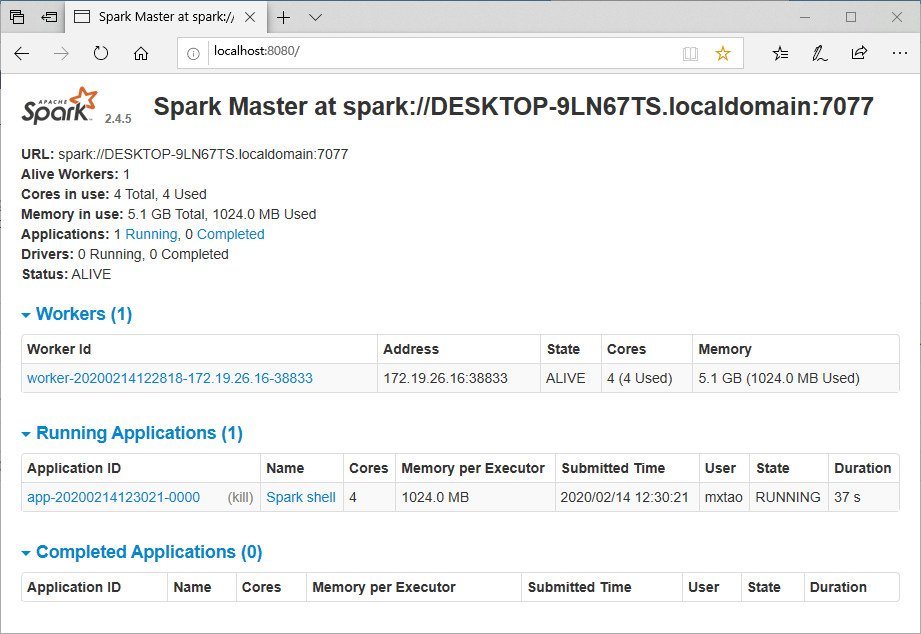 Spark Master at spark://
localhost:8080/
APACHE
Spark 2.4.5 Spark Master at spark://DESKTOP-9LN67TS.localdomain:7077
URL: spark://DESKTOP-9LN67TS.localdomain:7077
Alive Workers: 1
Cores in use: 4 Total, 4 Used
Memory in use: 5.1 GB Total, 1024.0 MB Used
Applications: 1 Running, 0 Completed
Drivers: 0 Running, 0 Completed
Status: ALIVE
Workers (1)
Worker Id Address State Cores Memory
worker-20200214122818-172.19.26.16-38833 172.19.26.16:38833 ALIVE 4 (4 Used) 5.1 GB (1024.0 MB Used)
Running Applications (1)
Application ID Name Cores Memory per Executor Submitted Time User State Duration
app-20200214123021-0000 (kill) Spark shell 4 1024.0 MB 2020/02/14 12:30:21 mxtao RUNNING 37 s
Completed Applications (0)
Application ID Name Cores Memory per Executor Submitted Time User State Duration